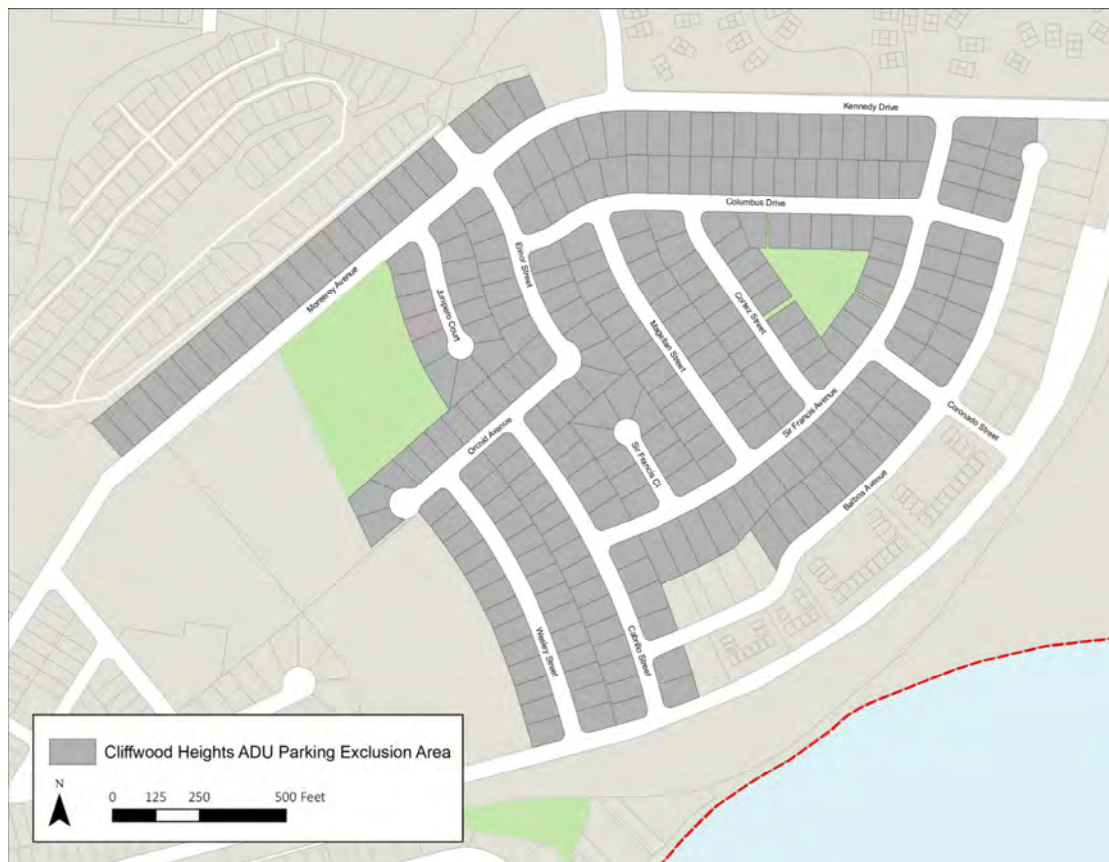 Kennedy Drive
Columbus Drive
Elinor Street
Monterey Avenue
Junipero Court
Cortez Street
Magellan Street
Sir Francis Avenue
Coronado Street
Orchid Avenue
Sir Francis Ct
Balboa Avenue
Wesley Street
Cabrillo Street
Cliffwood Heights ADU Parking Exclusion Area
N
0 125 250 500 Feet